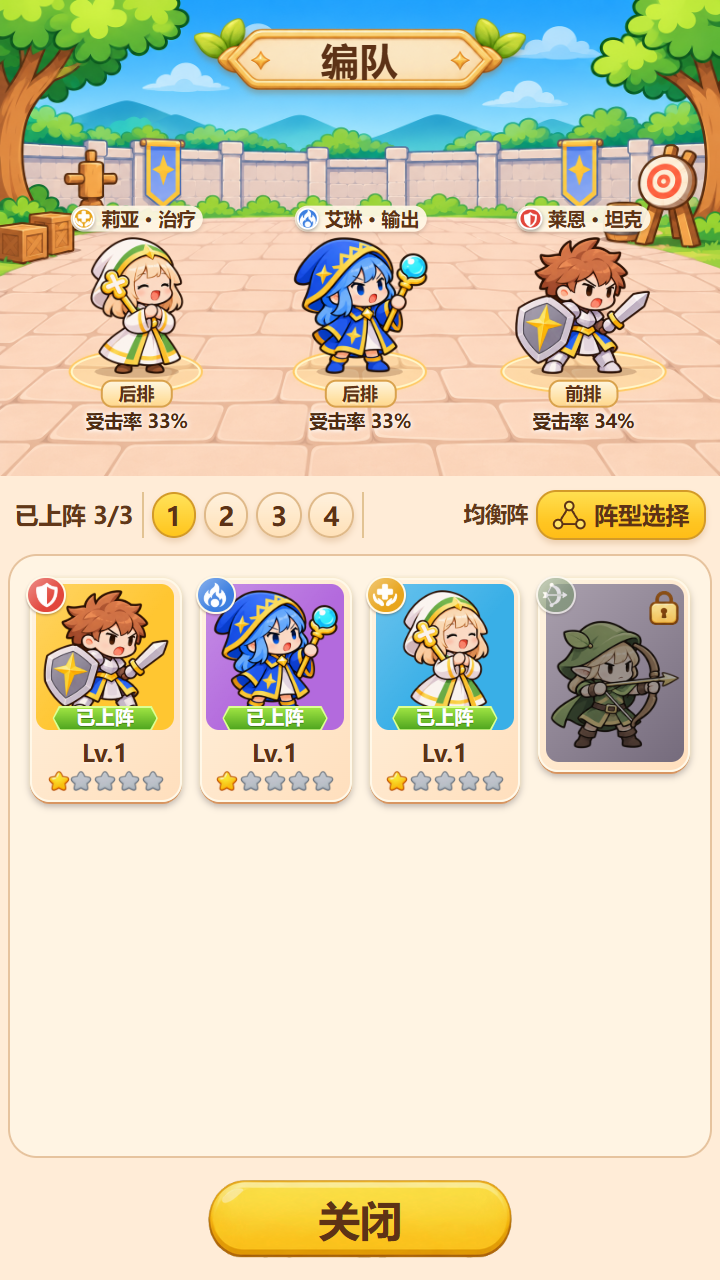 编队
莉亚·治疗
艾琳·输出
莱恩·坦克
后排
后排
前排
受击率 33%
受击率 33%
受击率 34%
已上阵 3/3
1
2
3
4
均衡阵
阵型选择
已上阵
已上阵
已上阵
Lv.1
Lv.1
Lv.1
关闭